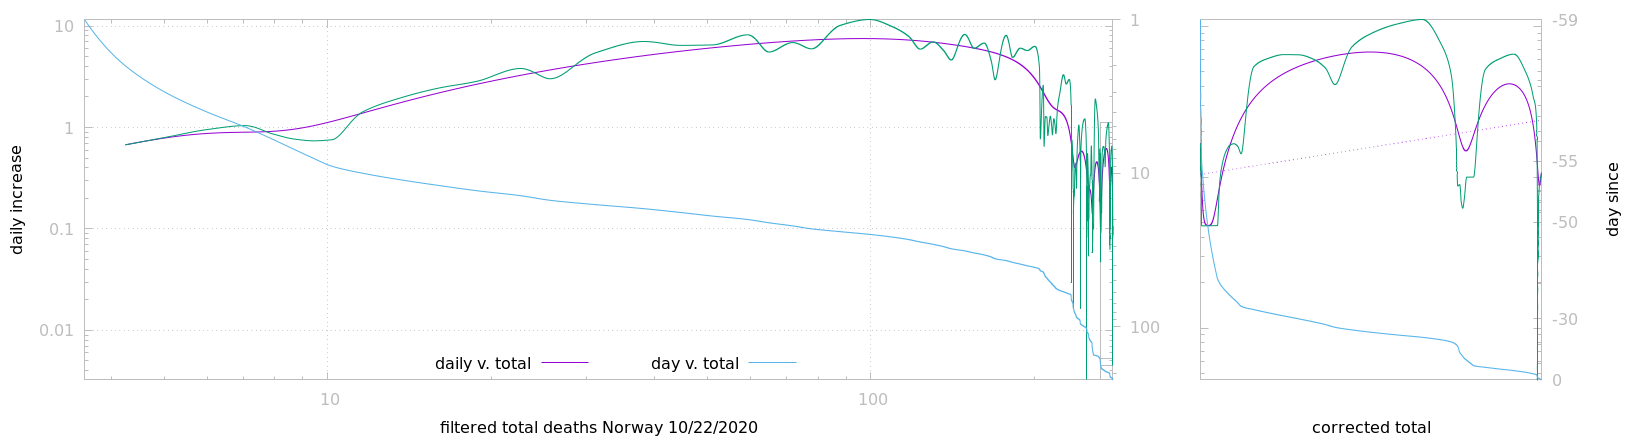 daily increase
10
1
0.1
0.01
daily v. total
day v. total
10
100
filtered total deaths Norway 10/22/2020
1
10
100
-59
-55
-50
-30
0
day since
corrected total